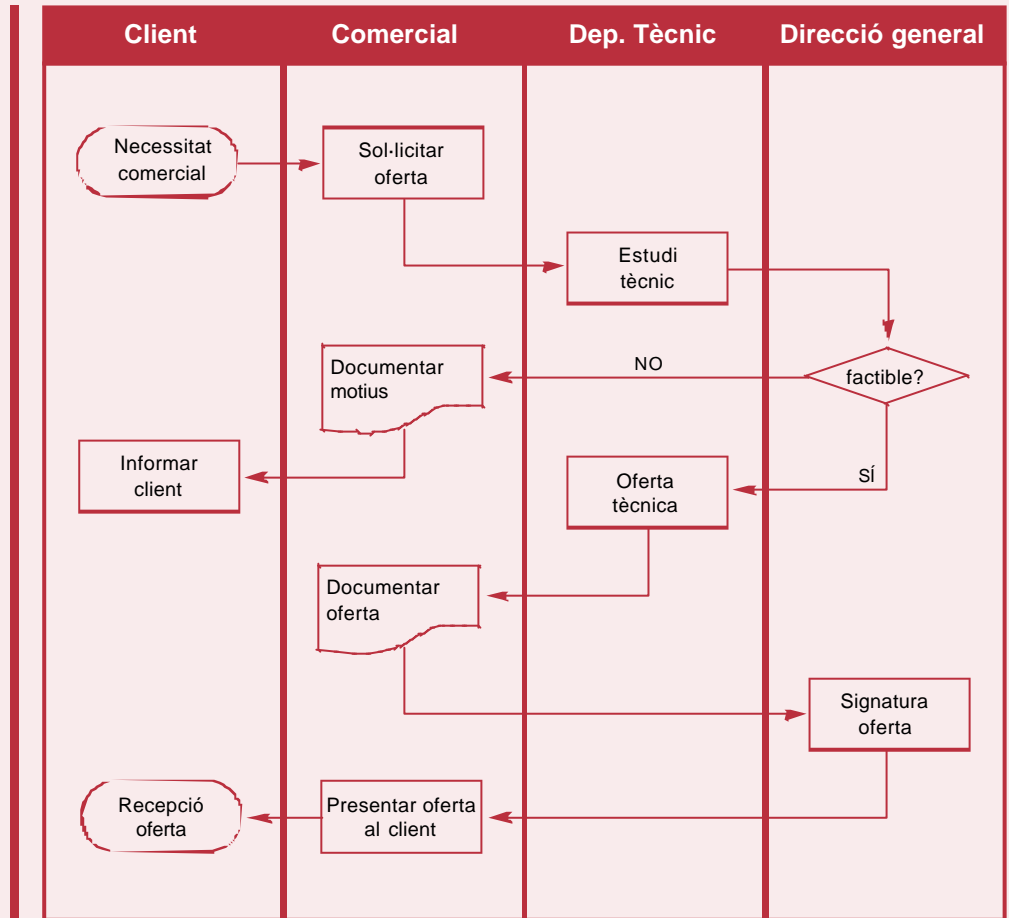 Client
Comercial
Dep. Tècnic
Direcció general
Necessitat
comercial
Sol·licitar
oferta
Estudi
tècnic
Documentar
motius
NO
factible?
Informar
client
Oferta
tècnica
SÍ
Documentar
oferta
Signatura
oferta
Recepció
oferta
Presentar oferta
al client